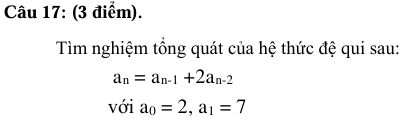 Câu 17: (3 điểm).
Tìm nghiệm tổng quát của hệ thức đệ qui sau:
aₙ = aₙ₋₁ +2aₙ₋₂
với a₀ = 2, a₁ = 7